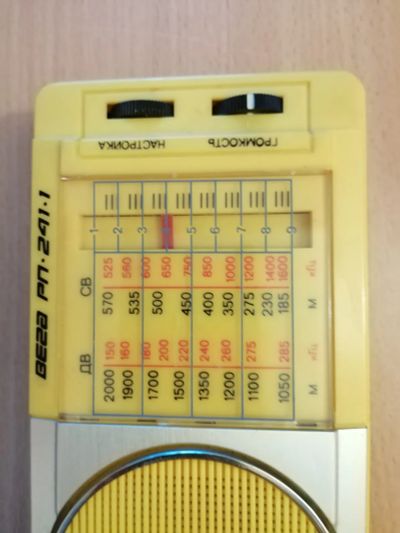 НАСТРОЙКА
ГРОМКОСТЬ
ВЕГА РП·241·1
1 2 3 4 5 6 7 8 9
СВ
525 560 600 650 750 850 1000 1200 1400 1600 кГц
570 535 500 450 400 350 275 230 185 М
ДВ
150 160 180 200 220 240 260 275 285 кГц
2000 1900 1700 1500 1350 1200 1100 1050 М